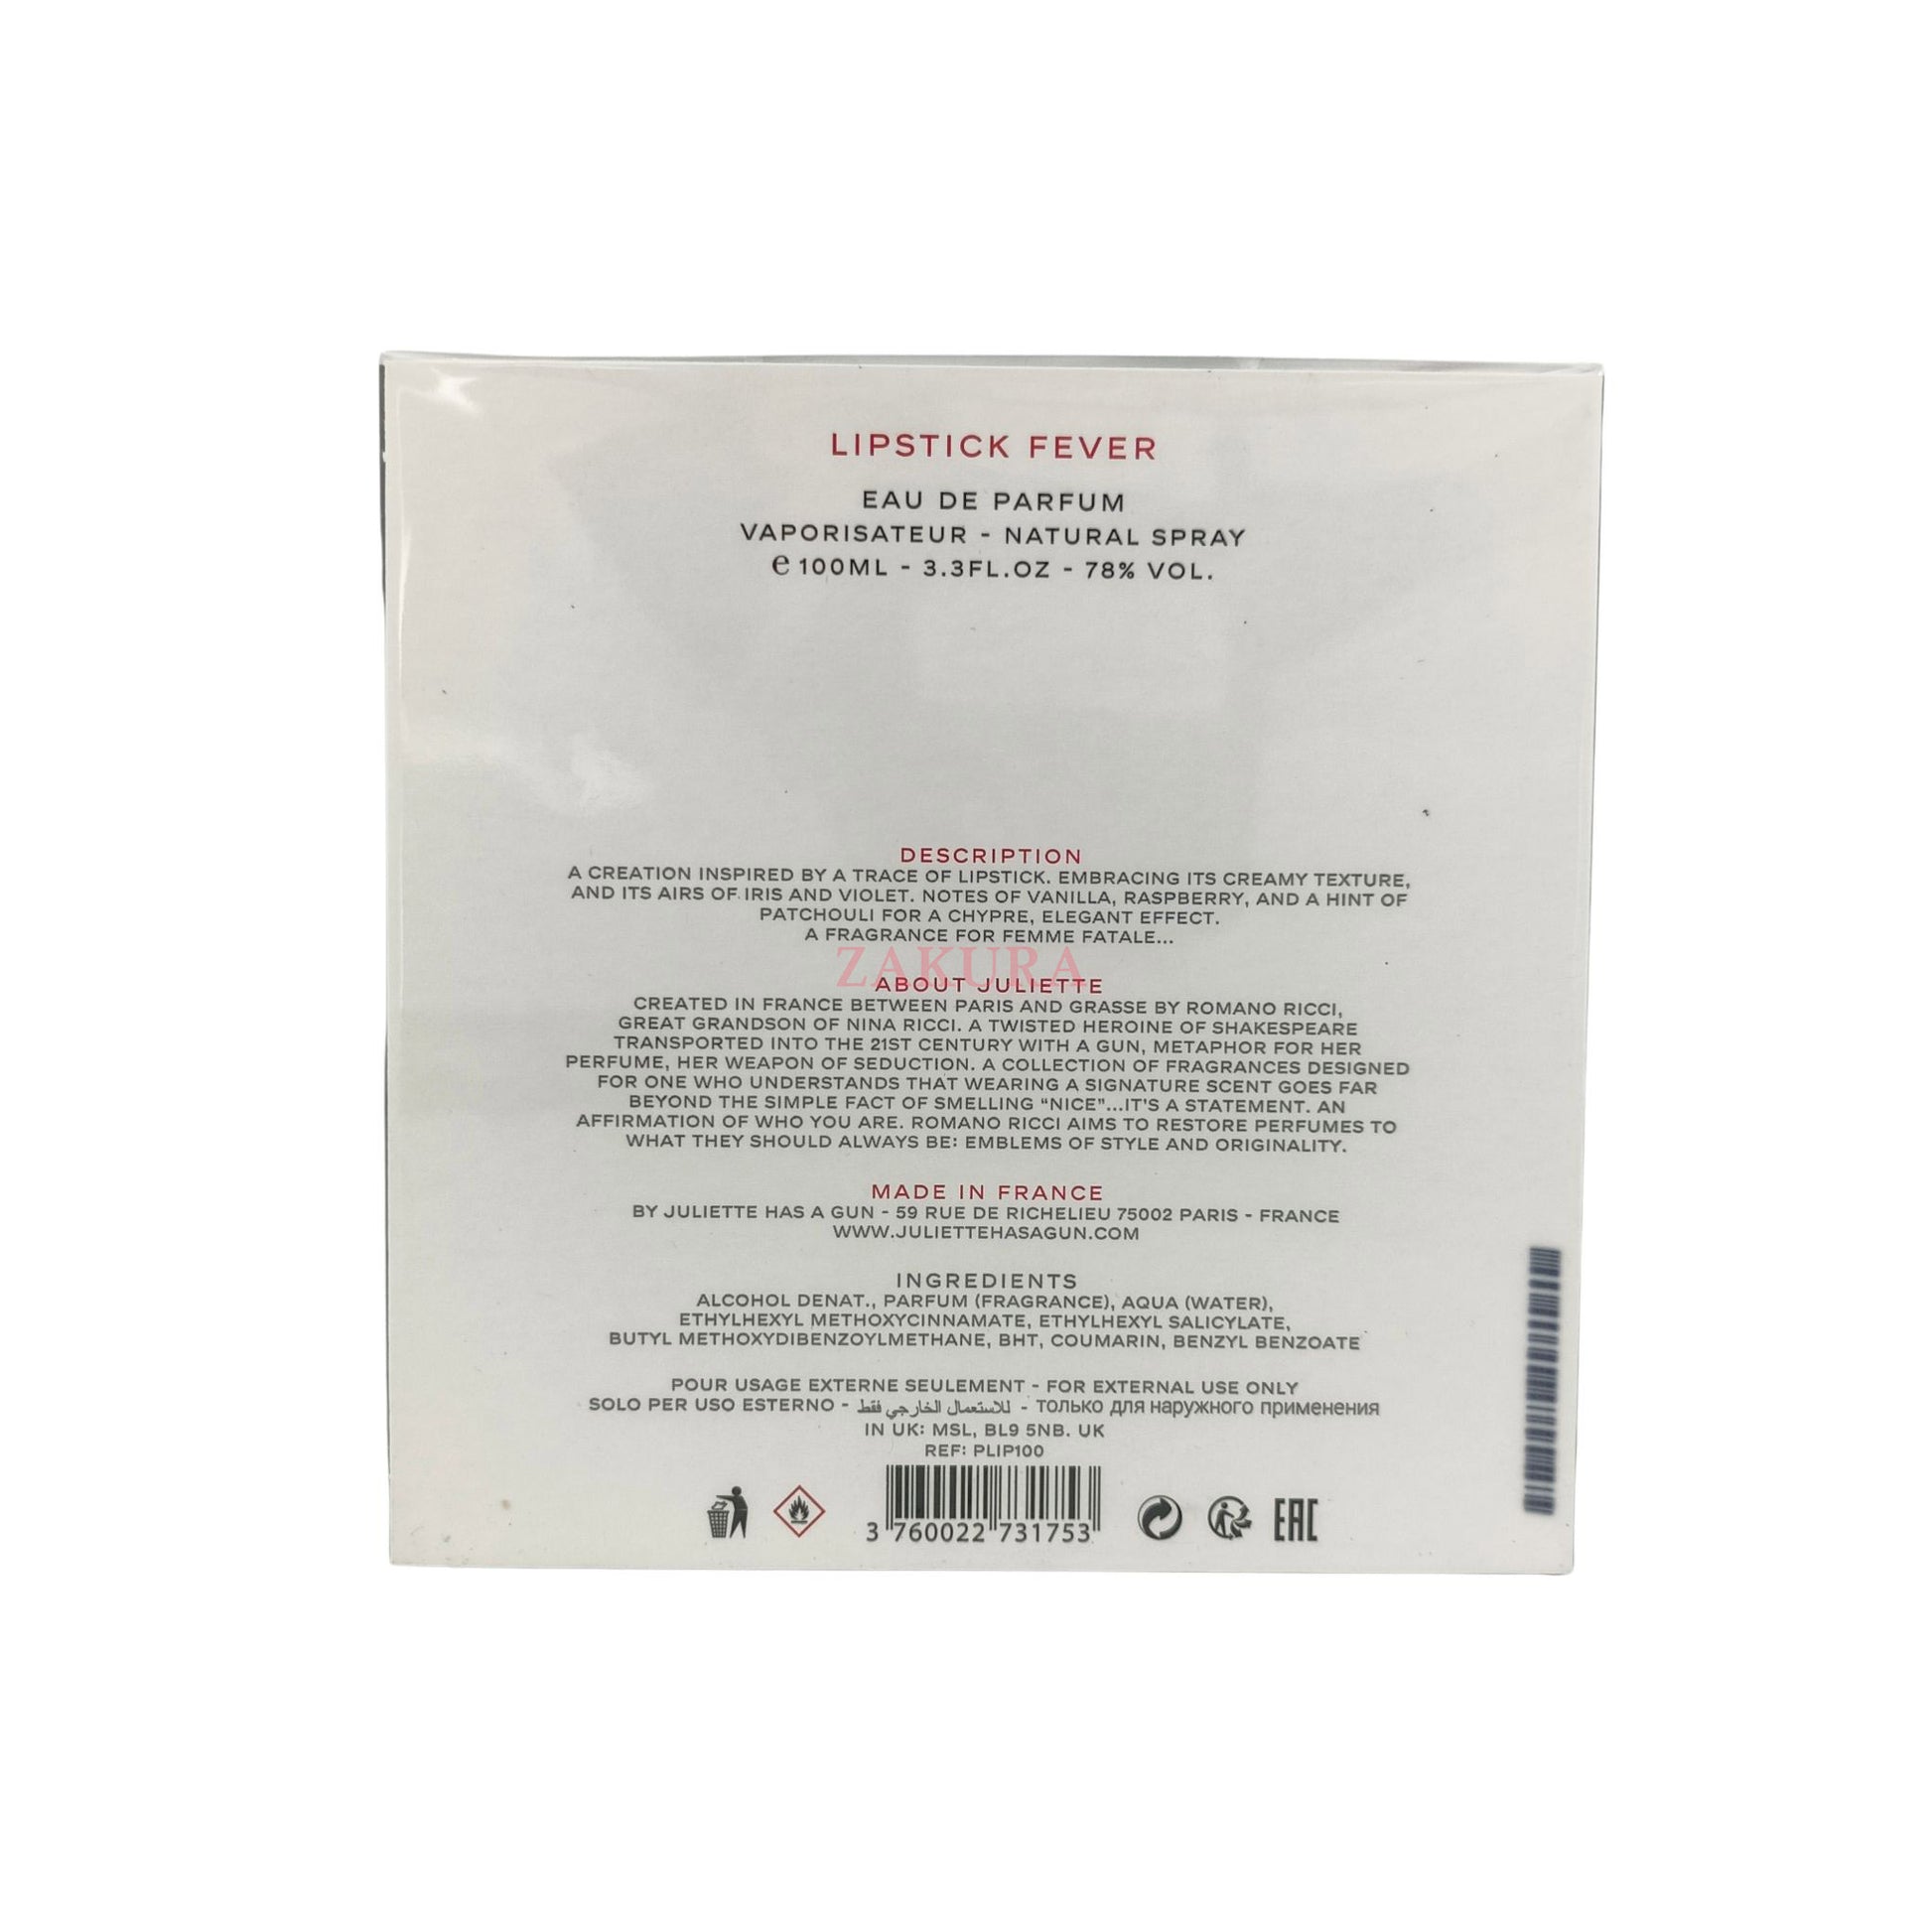 LIPSTICK FEVER
EAU DE PARFUM
VAPORISATEUR - NATURAL SPRAY
℮ 100ML - 3.3FL.OZ - 78% VOL.
DESCRIPTION
A CREATION INSPIRED BY A TRACE OF LIPSTICK. EMBRACING ITS CREAMY TEXTURE,
AND ITS AIRS OF IRIS AND VIOLET. NOTES OF VANILLA, RASPBERRY, AND A HINT OF
PATCHOULI FOR A CHYPRE, ELEGANT EFFECT.
A FRAGRANCE FOR FEMME FATALE...
ZAKURA
ABOUT JULIETTE
CREATED IN FRANCE BETWEEN PARIS AND GRASSE BY ROMANO RICCI,
GREAT GRANDSON OF NINA RICCI. A TWISTED HEROINE OF SHAKESPEARE
TRANSPORTED INTO THE 21ST CENTURY WITH A GUN, METAPHOR FOR HER
PERFUME, HER WEAPON OF SEDUCTION. A COLLECTION OF FRAGRANCES DESIGNED
FOR ONE WHO UNDERSTANDS THAT WEARING A SIGNATURE SCENT GOES FAR
BEYOND THE SIMPLE FACT OF SMELLING “NICE”...IT'S A STATEMENT. AN
AFFIRMATION OF WHO YOU ARE. ROMANO RICCI AIMS TO RESTORE PERFUMES TO
WHAT THEY SHOULD ALWAYS BE: EMBLEMS OF STYLE AND ORIGINALITY.
MADE IN FRANCE
BY JULIETTE HAS A GUN - 59 RUE DE RICHELIEU 75002 PARIS - FRANCE
WWW.JULIETTEHASAGUN.COM
INGREDIENTS
ALCOHOL DENAT., PARFUM (FRAGRANCE), AQUA (WATER),
ETHYLHEXYL METHOXYCINNAMATE, ETHYLHEXYL SALICYLATE,
BUTYL METHOXYDIBENZOYLMETHANE, BHT, COUMARIN, BENZYL BENZOATE
POUR USAGE EXTERNE SEULEMENT - FOR EXTERNAL USE ONLY
SOLO PER USO ESTERNO - للاستعمال الخارجي فقط - только для наружного применения
IN UK: MSL, BL9 5NB. UK
REF: PLIP100
3 760022 731753
EAC